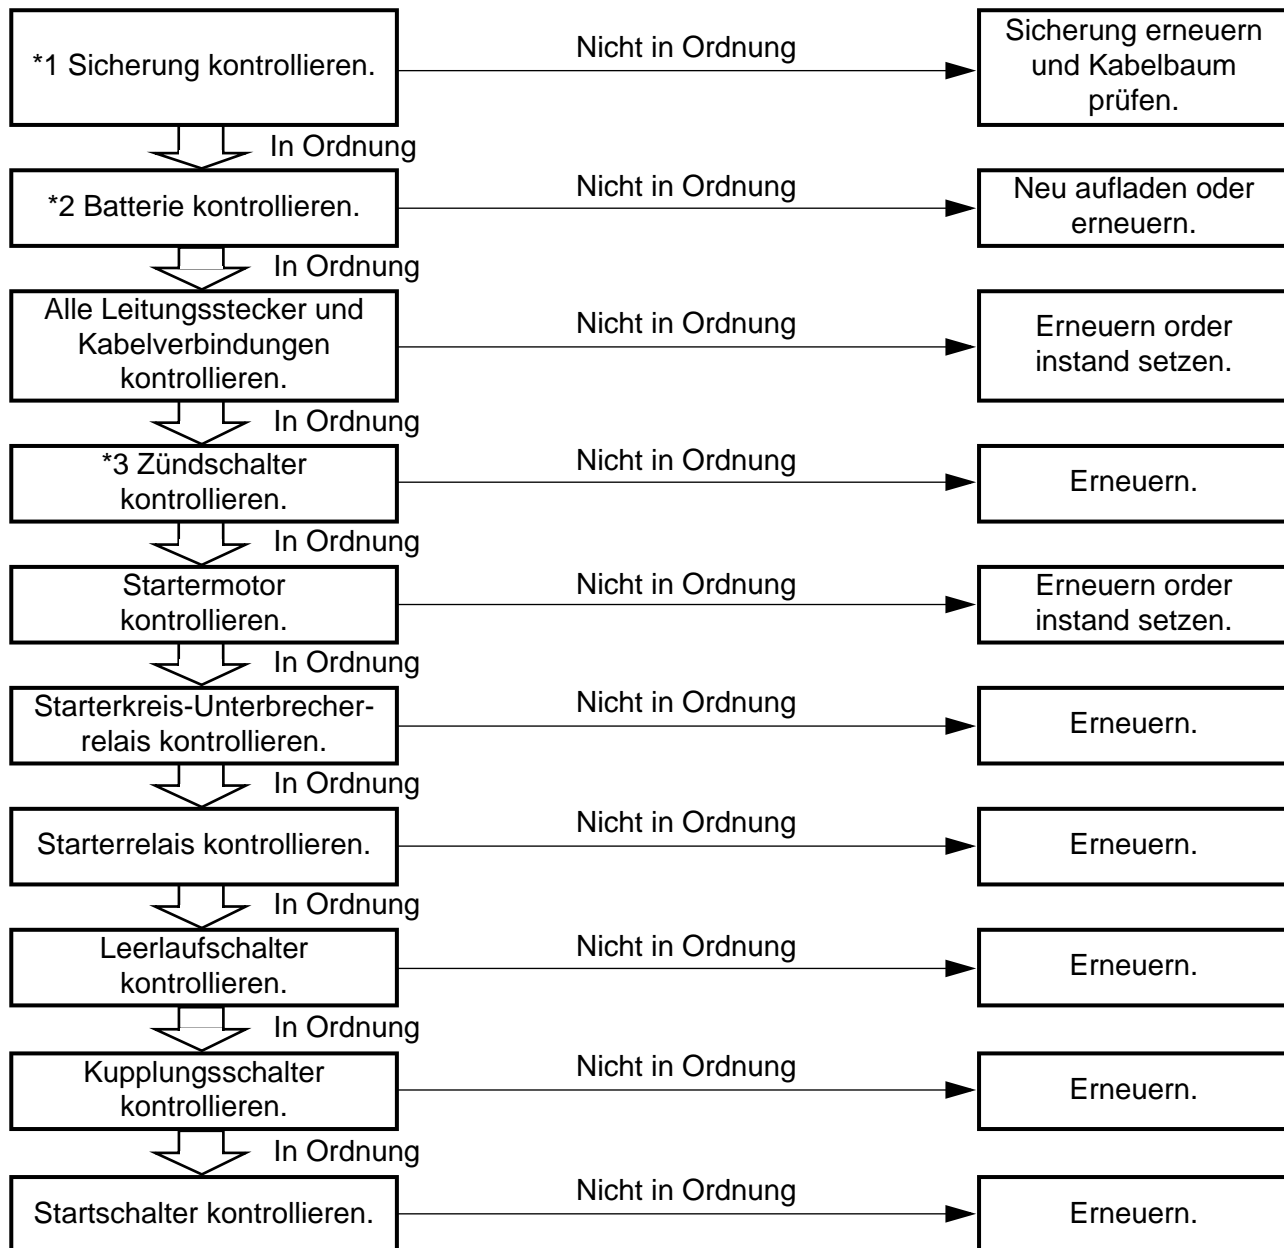 *1 Sicherung kontrollieren.
Nicht in Ordnung
Sicherung erneuern
und Kabelbaum
prüfen.
In Ordnung
*2 Batterie kontrollieren.
Nicht in Ordnung
Neu aufladen oder
erneuern.
In Ordnung
Alle Leitungsstecker und
Kabelverbindungen
kontrollieren.
Nicht in Ordnung
Erneuern order
instand setzen.
In Ordnung
*3 Zündschalter
kontrollieren.
Nicht in Ordnung
Erneuern.
In Ordnung
Startermotor
kontrollieren.
Nicht in Ordnung
Erneuern order
instand setzen.
In Ordnung
Starterkreis-Unterbrecher-
relais kontrollieren.
Nicht in Ordnung
Erneuern.
In Ordnung
Starterrelais kontrollieren.
Nicht in Ordnung
Erneuern.
In Ordnung
Leerlaufschalter
kontrollieren.
Nicht in Ordnung
Erneuern.
In Ordnung
Kupplungsschalter
kontrollieren.
Nicht in Ordnung
Erneuern.
In Ordnung
Startschalter kontrollieren.
Nicht in Ordnung
Erneuern.